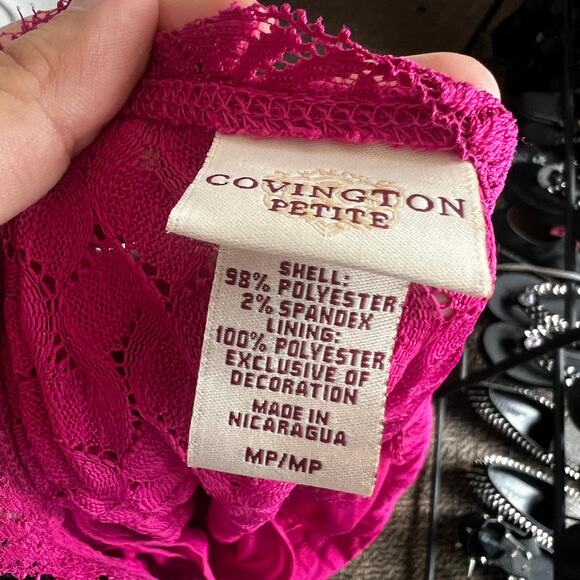 COVINGTON
PETITE
SHELL:
98% POLYESTER
2% SPANDEX
LINING:
100% POLYESTER
EXCLUSIVE OF
DECORATION
MADE IN
NICARAGUA
MP/MP